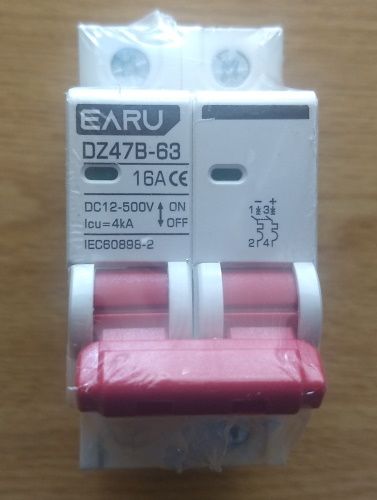 EARU
DZ47B-63
16A CE
DC12-500V ↕ ON
Icu=4kA OFF
IEC60898-2
− +
1 3
2 4